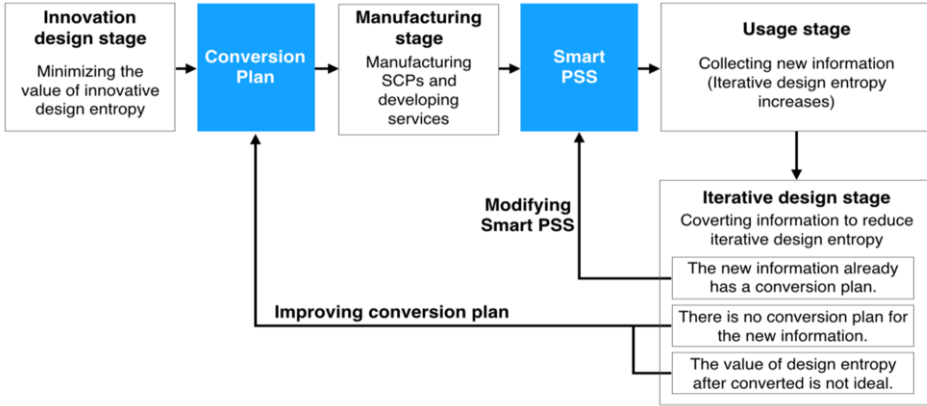 Innovation
design stage
Minimizing the
value of innovative
design entropy
Conversion
Plan
Manufacturing
stage
Manufacturing
SCPs and
developing
services
Smart
PSS
Usage stage
Collecting new information
(Iterative design entropy
increases)
Modifying
Smart PSS
Improving conversion plan
Iterative design stage
Coverting information to reduce
iterative design entropy
The new information already
has a conversion plan.
There is no conversion plan for
the new information.
The value of design entropy
after converted is not ideal.